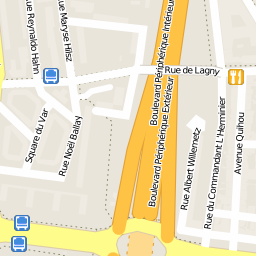 Rue Reynaldo Hahn
Rue Maryse Hilsz
Boulevard Périphérique Intérieur
Rue de Lagny
Boulevard Périphérique Extérieur
Square du Var
Rue Noël Ballay
Rue Albert Willemetz
Rue du Commandant L'Herminier
Avenue Quihou